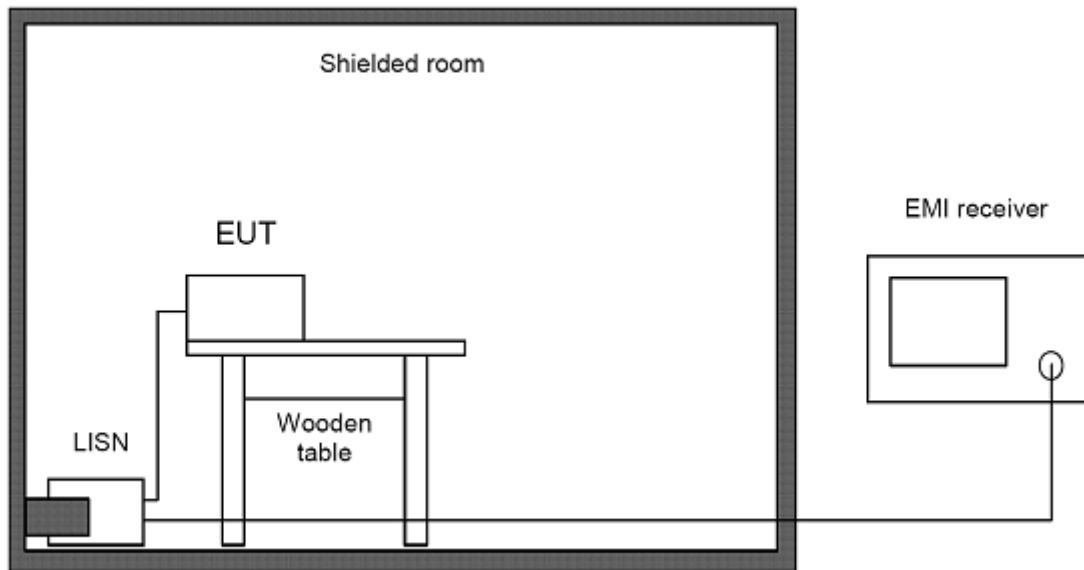 Shielded room
EMI receiver
EUT
Wooden
table
LISN